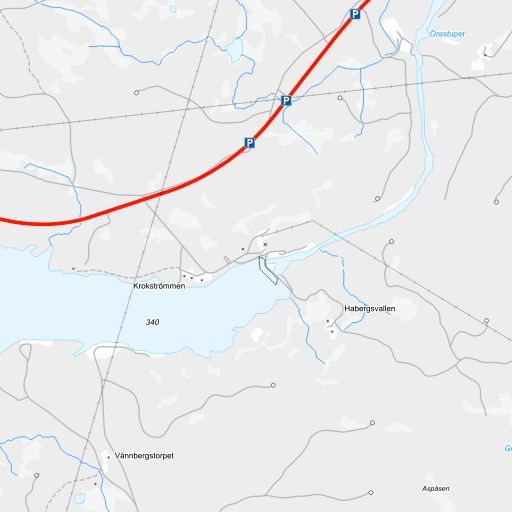 P
Örastupet
P
P
Krokströmmen
Habergsvallen
340
Vännbergstorpet
Aspåsen